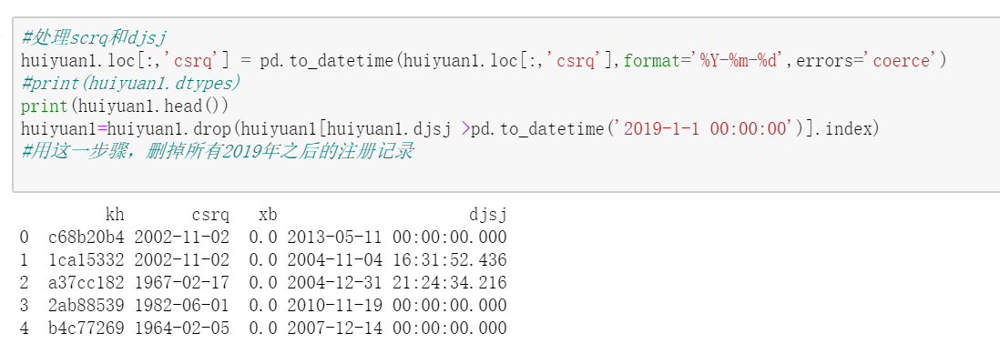 #处理scrq和djsj
huiyuan1.loc[:,'csrq'] = pd.to_datetime(huiyuan1.loc[:,'csrq'],format='%Y-%m-%d',errors='coerce')
#print(huiyuan1.dtypes)
print(huiyuan1.head())
huiyuan1=huiyuan1.drop(huiyuan1[huiyuan1.djsj >pd.to_datetime('2019-1-1 00:00:00')].index)
#用这一步骤，删掉所有2019年之后的注册记录
kh csrq xb djsj
0 c68b20b4 2002-11-02 0.0 2013-05-11 00:00:00.000
1 1ca15332 2002-11-02 0.0 2004-11-04 16:31:52.436
2 a37cc182 1967-02-17 0.0 2004-12-31 21:24:34.216
3 2ab88539 1982-06-01 0.0 2010-11-19 00:00:00.000
4 b4c77269 1964-02-05 0.0 2007-12-14 00:00:00.000